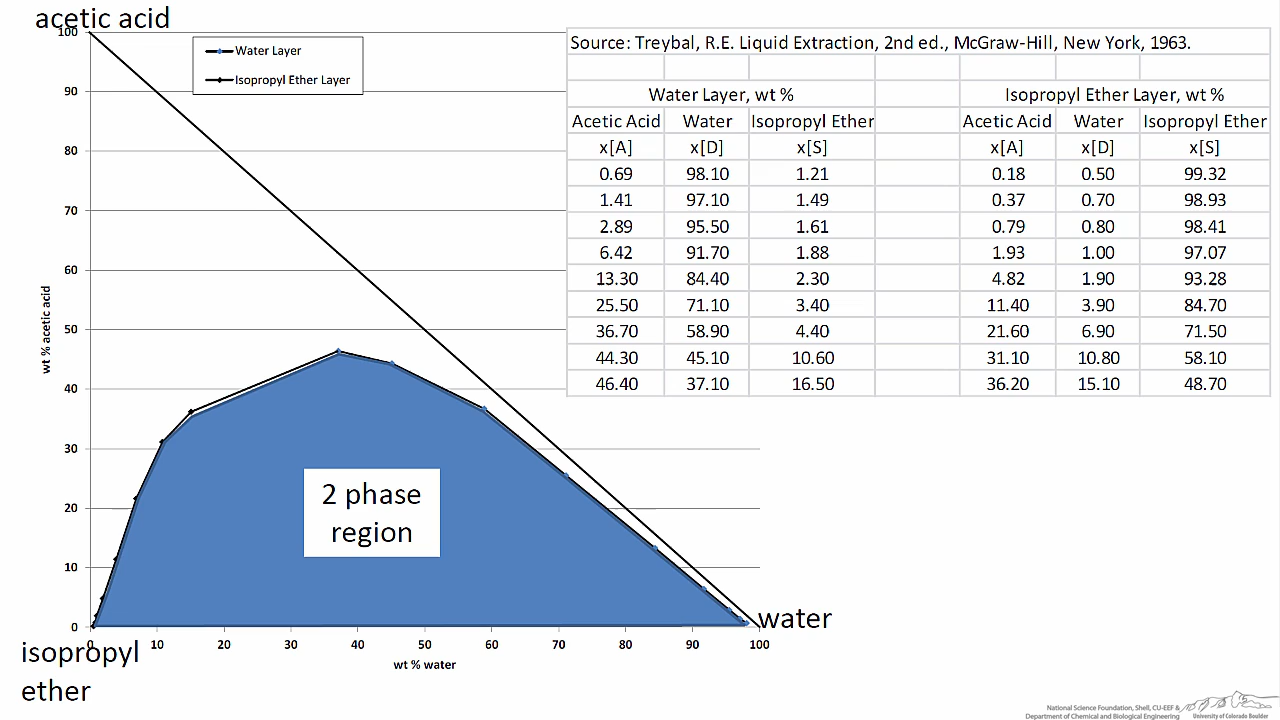 acetic acid
100
90
80
70
60
50
40
30
20
10
0
wt % acetic acid
Water Layer
Isopropyl Ether Layer
2 phase
region
water
0 10 20 30 40 50 60 70 80 90 100
wt % water
isopropyl
ether
Source: Treybal, R.E. Liquid Extraction, 2nd ed., McGraw-Hill, New York, 1963.
Water Layer, wt % Isopropyl Ether Layer, wt %
Acetic Acid Water Isopropyl Ether Acetic Acid Water Isopropyl Ether
x[A] x[D] x[S] x[A] x[D] x[S]
0.69 98.10 1.21 0.18 0.50 99.32
1.41 97.10 1.49 0.37 0.70 98.93
2.89 95.50 1.61 0.79 0.80 98.41
6.42 91.70 1.88 1.93 1.00 97.07
13.30 84.40 2.30 4.82 1.90 93.28
25.50 71.10 3.40 11.40 3.90 84.70
36.70 58.90 4.40 21.60 6.90 71.50
44.30 45.10 10.60 31.10 10.80 58.10
46.40 37.10 16.50 36.20 15.10 48.70
National Science Foundation, Shell, CU-EEF &
Department of Chemical and Biological Engineering
University of Colorado Boulder